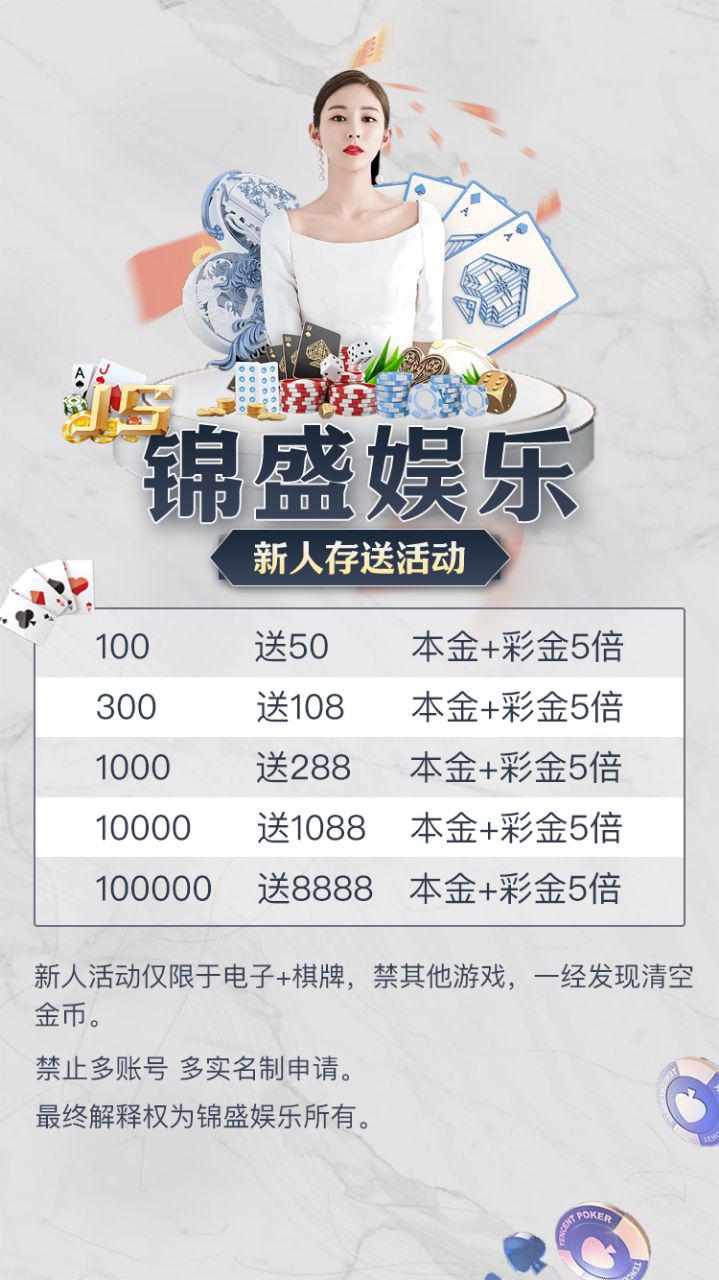 JS
A J
锦盛娱乐
新人存送活动
100 送50 本金+彩金5倍
300 送108 本金+彩金5倍
1000 送288 本金+彩金5倍
10000 送1088 本金+彩金5倍
100000 送8888 本金+彩金5倍
新人活动仅限于电子+棋牌，禁其他游戏，一经发现清空
金币。
禁止多账号 多实名制申请。
最终解释权为锦盛娱乐所有。
TENCENT POKER